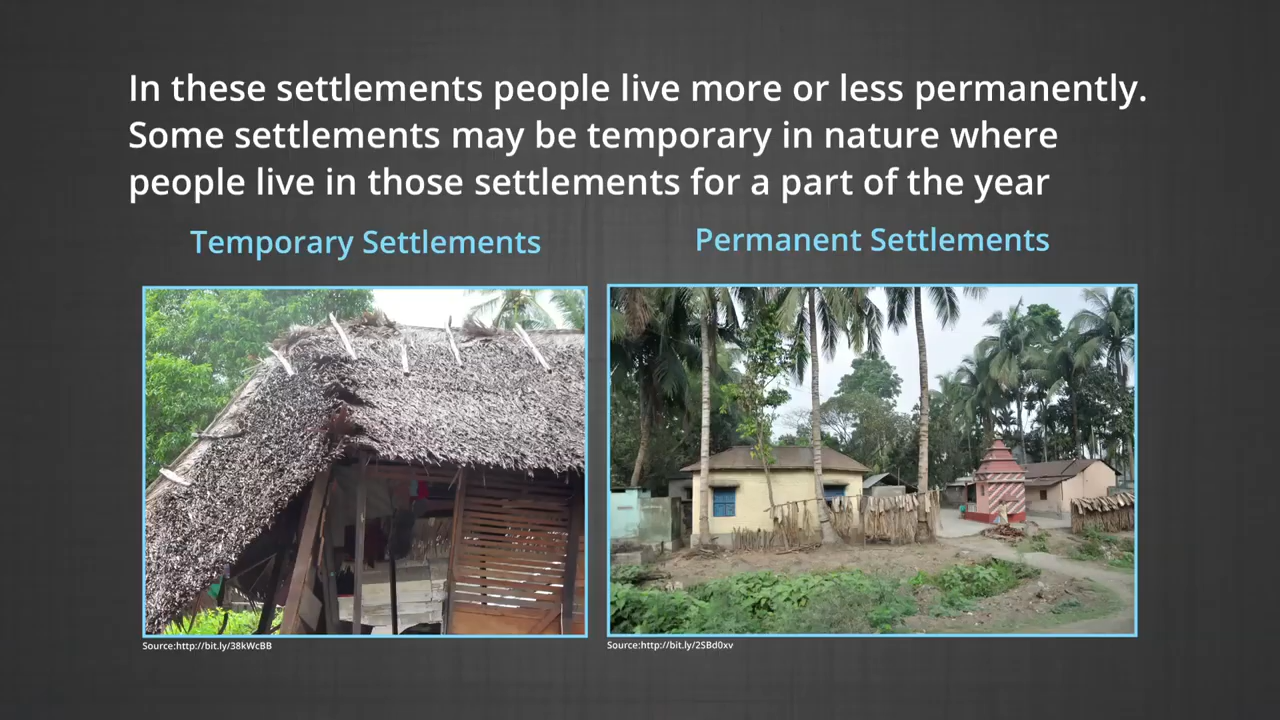 In these settlements people live more or less permanently.
Some settlements may be temporary in nature where
people live in those settlements for a part of the year
Temporary Settlements
Permanent Settlements
Source:http://bit.ly/38kWcBB
Source:http://bit.ly/2SBd0xv